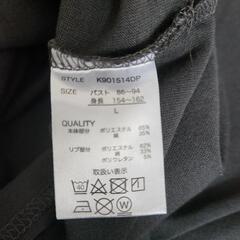 STYLE K901514DP
SIZE バスト 86~94
身長 154~162
L
QUALITY
本体部分 ポリエステル 65%
綿 35%
リブ部分 ポリエステル 62%
綿 33%
ポリウレタン 5%
取扱い表示